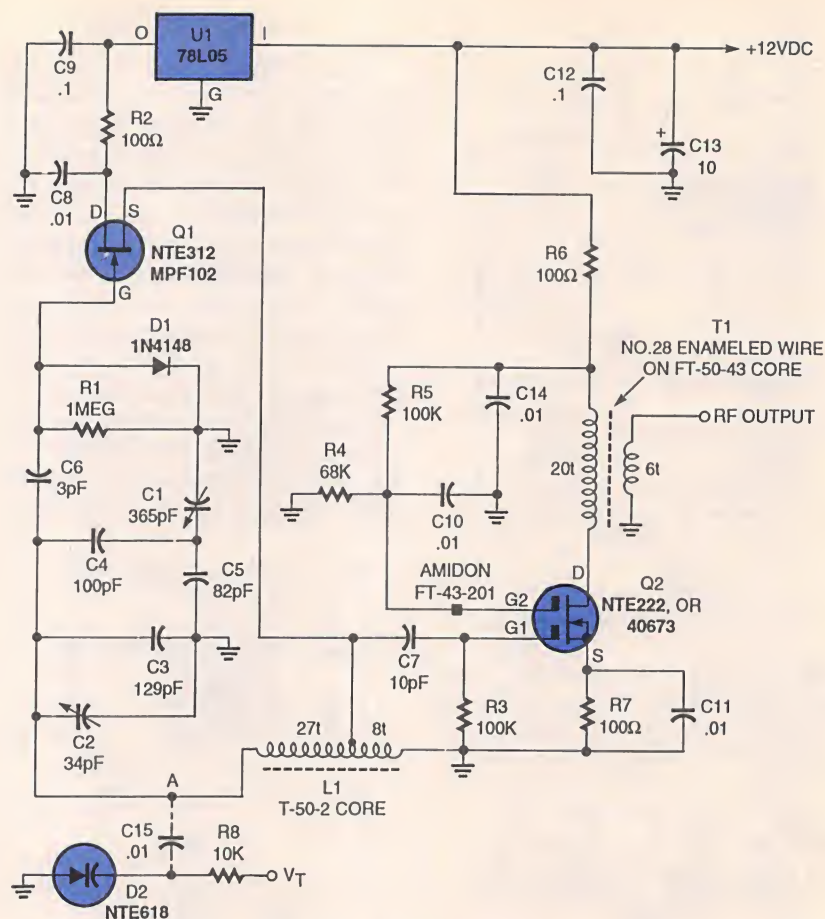 O
U1
78L05
I
G
+12VDC
C9
.1
R2
100Ω
C8
.01
D
S
Q1
NTE312
MPF102
G
C12
.1
+
C13
10
R6
100Ω
D1
1N4148
R1
1MEG
C6
3pF
C1
365pF
C4
100pF
C5
82pF
C3
129pF
C2
34pF
T1
NO.28 ENAMELED WIRE
ON FT-50-43 CORE
RF OUTPUT
R5
100K
C14
.01
R4
68K
C10
.01
20t
6t
AMIDON
FT-43-201
D
G2
G1
S
Q2
NTE222, OR
40673
C7
10pF
R3
100K
R7
100Ω
C11
.01
27t
8t
L1
T-50-2 CORE
A
C15
.01
R8
10K
VT
D2
NTE618